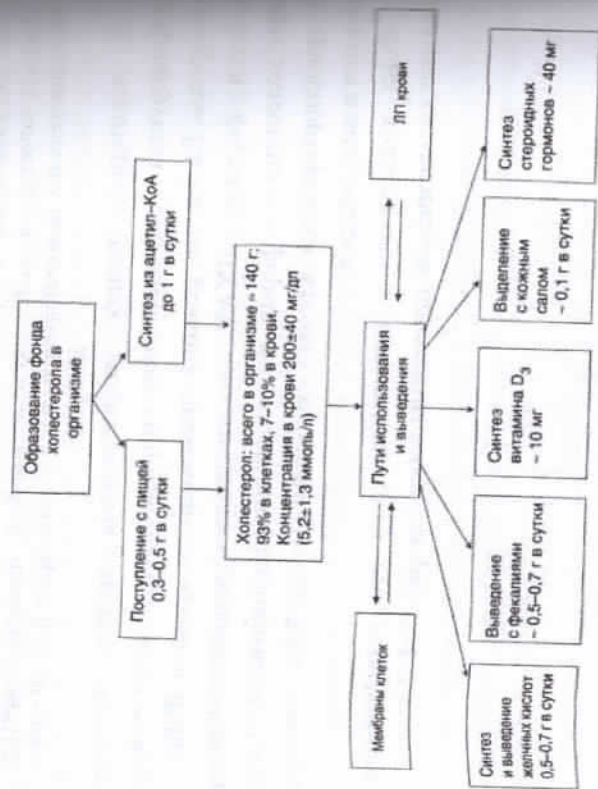 Образование фонда
холестерола в
организме
Поступление с пищей
0,3–0,5 г в сутки
Синтез из ацетил–КоА
до 1 г в сутки
Холестерол: всего в организме ≈ 140 г;
93% в клетках, 7–10% в крови.
Концентрация в крови 200±40 мг/дл
(5,2±1,3 ммоль/л)
Мембраны клеток
Пути использования
и выведения
ЛП крови
Синтез
и выведение
желчных кислот
0,5–0,7 г в сутки
Выведение
с фекалиями
~ 0,5–0,7 г в сутки
Синтез
витамина D3
~ 10 мг
Выделение
с кожным
салом
~ 0,1 г в сутки
Синтез
стероидных
гормонов ~ 40 мг